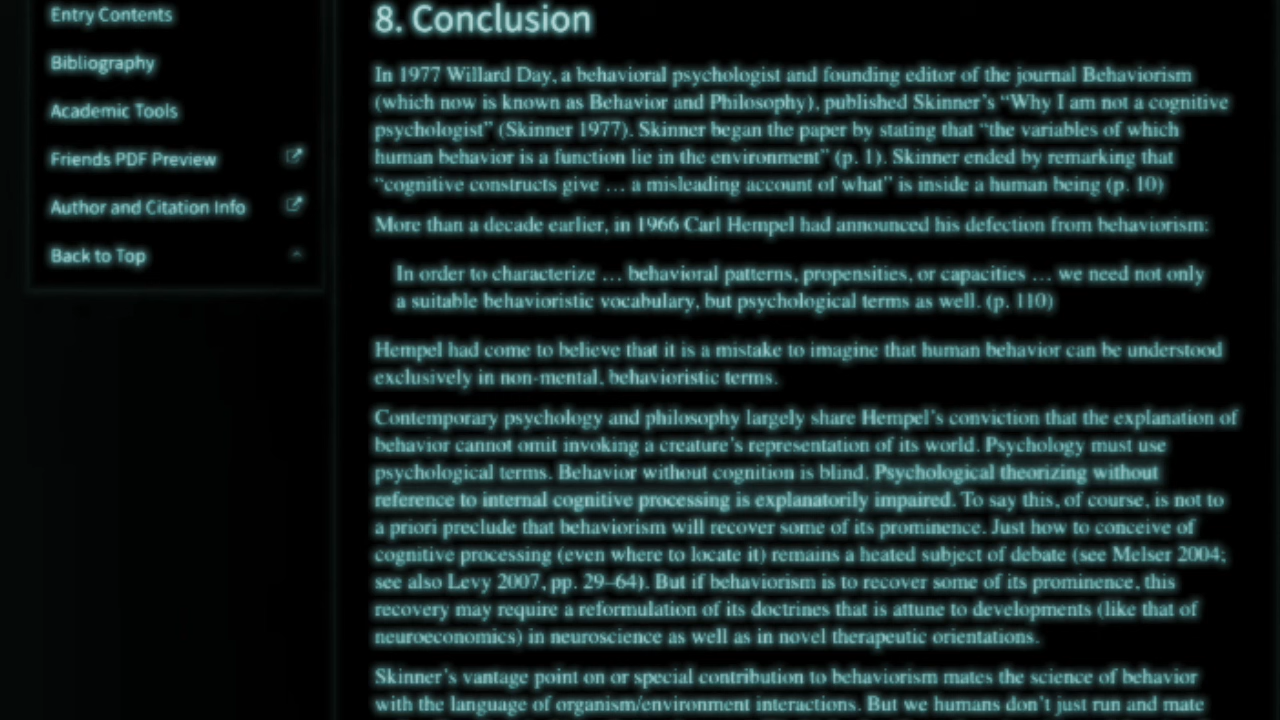 Entry Contents
Bibliography
Academic Tools
Friends PDF Preview
Author and Citation Info
Back to Top
8. Conclusion
In 1977 Willard Day, a behavioral psychologist and founding editor of the journal Behaviorism
(which now is known as Behavior and Philosophy), published Skinner's “Why I am not a cognitive
psychologist” (Skinner 1977). Skinner began the paper by stating that “the variables of which
human behavior is a function lie in the environment” (p. 1). Skinner ended by remarking that
“cognitive constructs give … a misleading account of what” is inside a human being (p. 10)
More than a decade earlier, in 1966 Carl Hempel had announced his defection from behaviorism:
In order to characterize … behavioral patterns, propensities, or capacities … we need not only
a suitable behavioristic vocabulary, but psychological terms as well. (p. 110)
Hempel had come to believe that it is a mistake to imagine that human behavior can be understood
exclusively in non-mental, behavioristic terms.
Contemporary psychology and philosophy largely share Hempel's conviction that the explanation of
behavior cannot omit invoking a creature's representation of its world. Psychology must use
psychological terms. Behavior without cognition is blind. Psychological theorizing without
reference to internal cognitive processing is explanatorily impaired. To say this, of course, is not to
a priori preclude that behaviorism will recover some of its prominence. Just how to conceive of
cognitive processing (even where to locate it) remains a heated subject of debate (see Melser 2004;
see also Levy 2007, pp. 29–64). But if behaviorism is to recover some of its prominence, this
recovery may require a reformulation of its doctrines that is attune to developments (like that of
neuroeconomics) in neuroscience as well as in novel therapeutic orientations.
Skinner's vantage point on or special contribution to behaviorism mates the science of behavior
with the language of organism/environment interactions. But we humans don't just run and mate